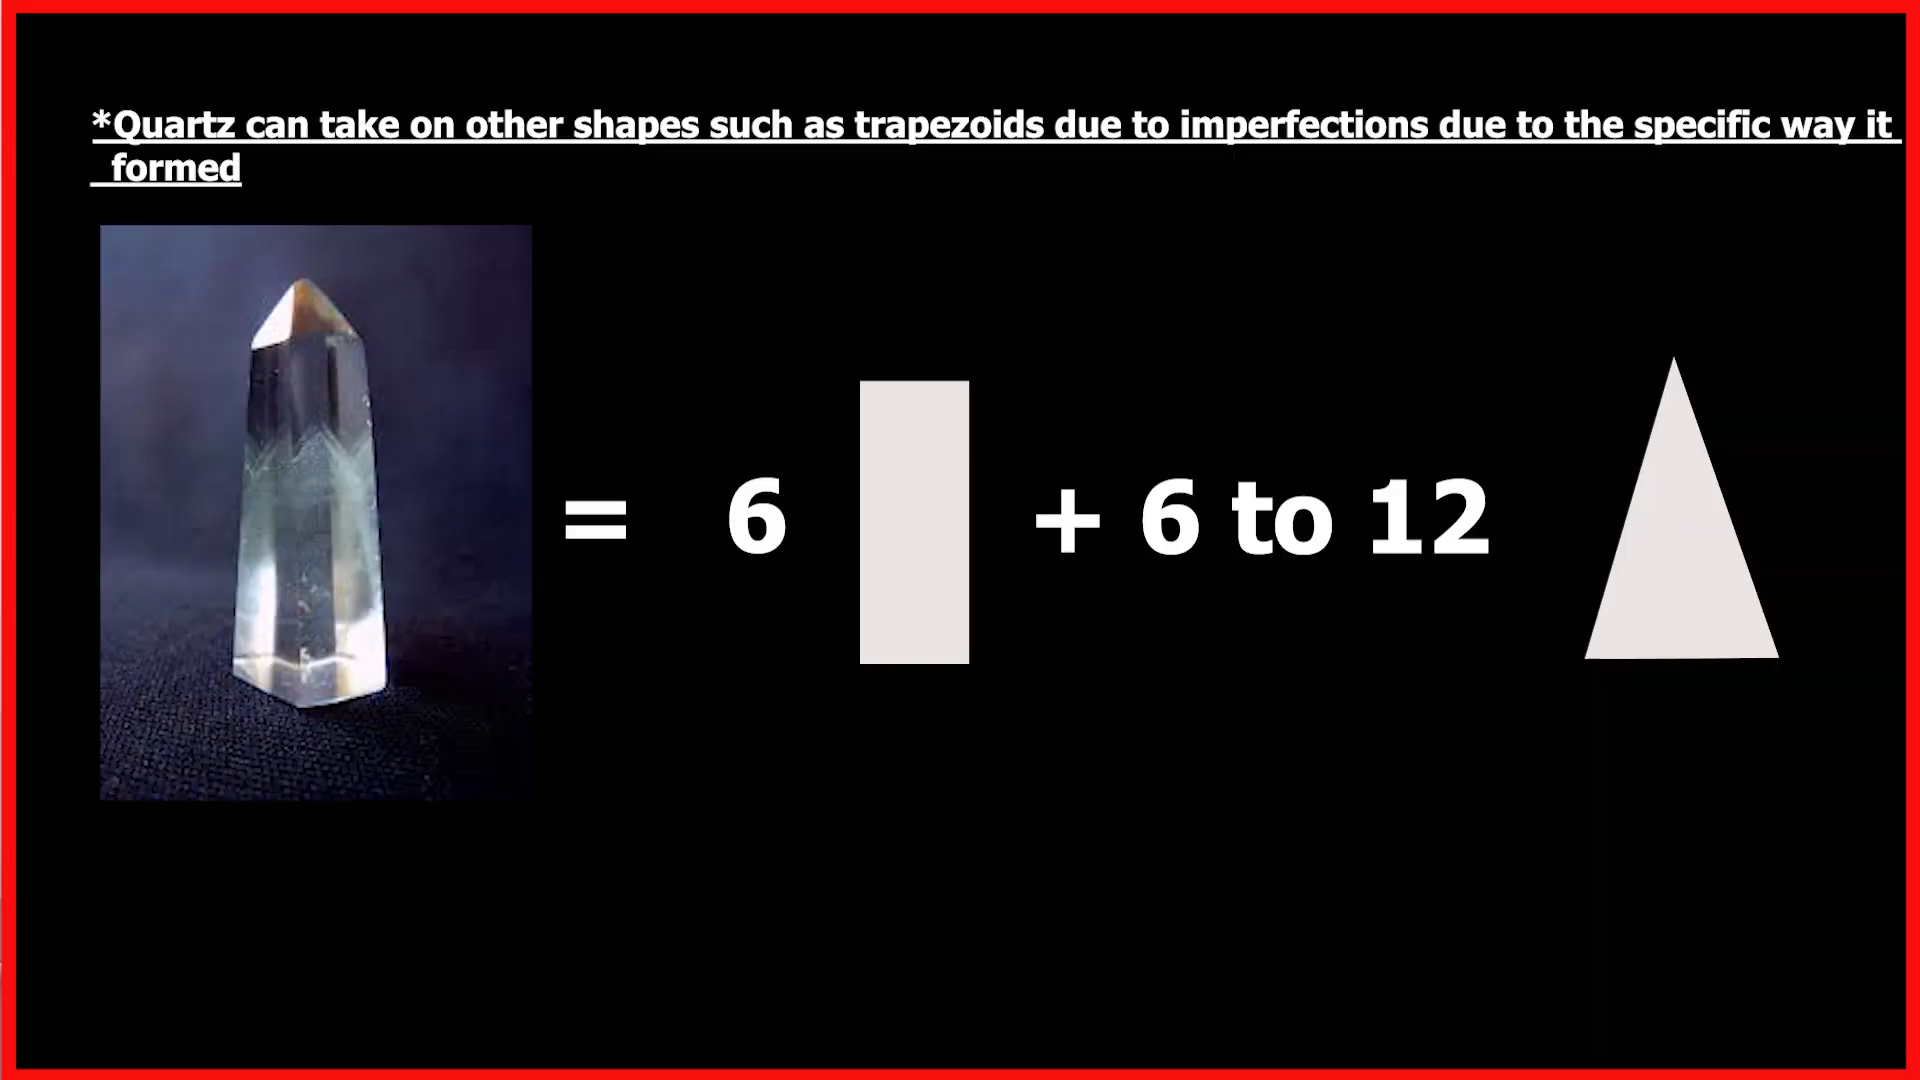 *Quartz can take on other shapes such as trapezoids due to imperfections due to the specific way it
formed
= 6 + 6 to 12